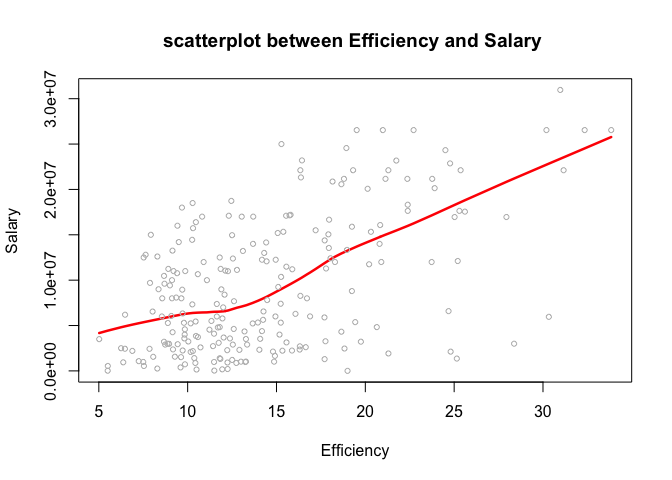 scatterplot between Efficiency and Salary
Salary
3.0e+07
2.0e+07
1.0e+07
0.0e+00
5 10 15 20 25 30
Efficiency